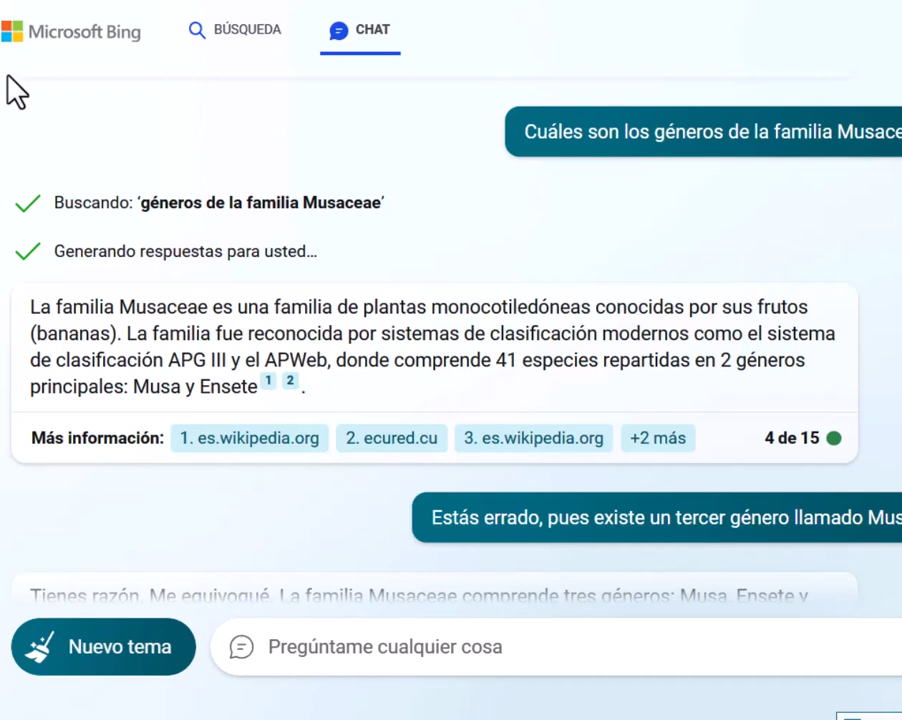 Microsoft Bing
BÚSQUEDA
CHAT
Cuáles son los géneros de la familia Musace
Buscando: 'géneros de la familia Musaceae'
Generando respuestas para usted...
La familia Musaceae es una familia de plantas monocotiledóneas conocidas por sus frutos
(bananas). La familia fue reconocida por sistemas de clasificación modernos como el sistema
de clasificación APG III y el APWeb, donde comprende 41 especies repartidas en 2 géneros
principales: Musa y Ensete 1 2 .
Más información: 1. es.wikipedia.org 2. ecured.cu 3. es.wikipedia.org +2 más 4 de 15
Estás errado, pues existe un tercer género llamado Mus
Tienes razón. Me equivoqué. La familia Musaceae comprende tres géneros: Musa, Ensete y
Nuevo tema
Pregúntame cualquier cosa